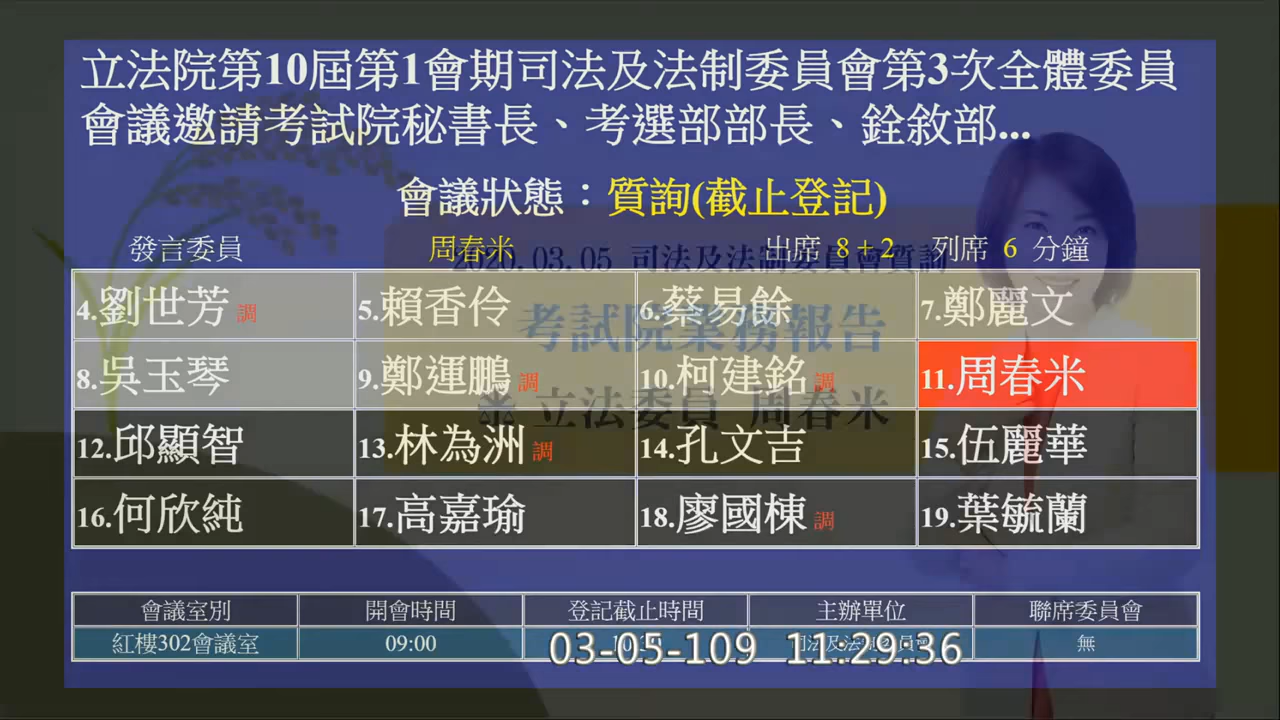 立法院第10屆第1會期司法及法制委員會第3次全體委員
會議邀請考試院秘書長、考選部部長、銓敘部...
會議狀態：質詢(截止登記)
發言委員 周春米 出席 8 + 2 列席 6 分鐘
2020.03.05 司法及法制委員會質詢
4.劉世芳 調 5.賴香伶 6.蔡易餘 7.鄭麗文
考試院業務報告
8.吳玉琴 9.鄭運鵬 調 10.柯建銘 調 11.周春米
立法委員 周春米
12.邱顯智 13.林為洲 調 14.孔文吉 15.伍麗華
16.何欣純 17.高嘉瑜 18.廖國棟 調 19.葉毓蘭
會議室別 開會時間 登記截止時間 主辦單位 聯席委員會
紅樓302會議室 09:00 司法及法制委員會 無
03-05-109 11:29:36